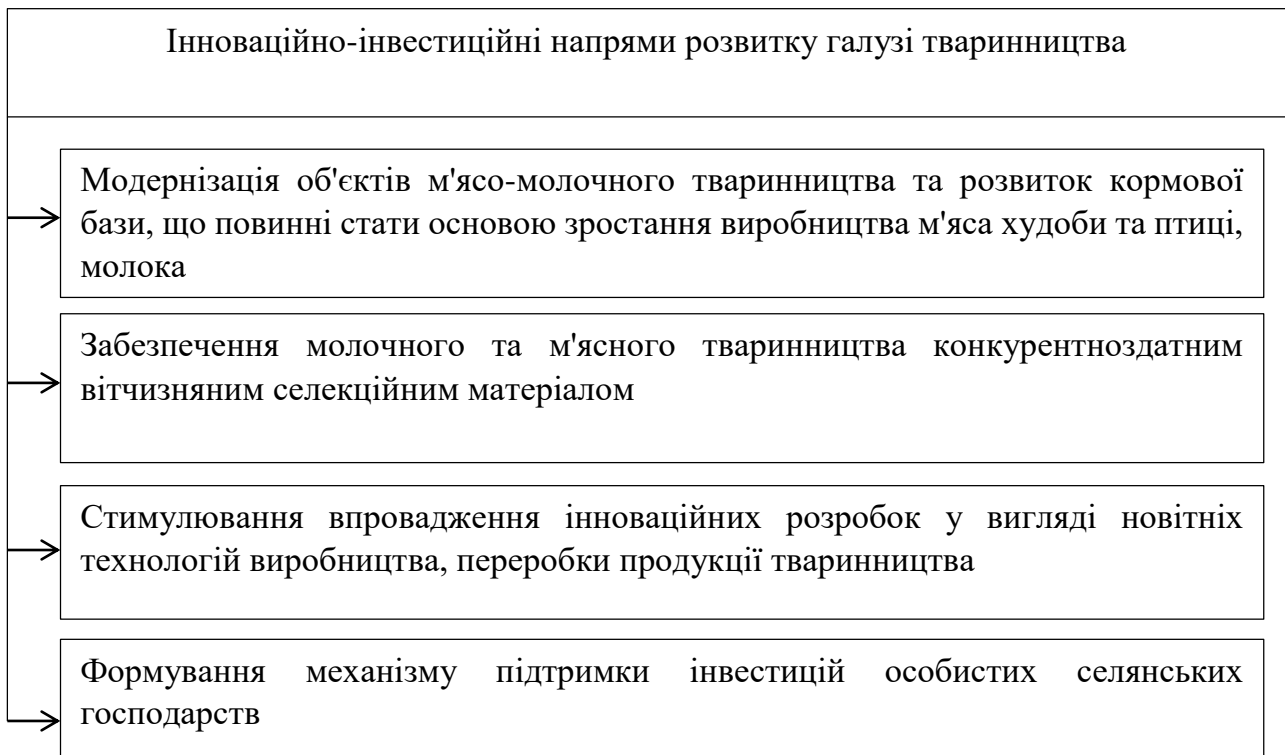 Інноваційно-інвестиційні напрями розвитку галузі тваринництва
Модернізація об'єктів м'ясо-молочного тваринництва та розвиток кормової
бази, що повинні стати основою зростання виробництва м'яса худоби та птиці,
молока
Забезпечення молочного та м'ясного тваринництва конкурентноздатним
вітчизняним селекційним матеріалом
Стимулювання впровадження інноваційних розробок у вигляді новітніх
технологій виробництва, переробки продукції тваринництва
Формування механізму підтримки інвестицій особистих селянських
господарств